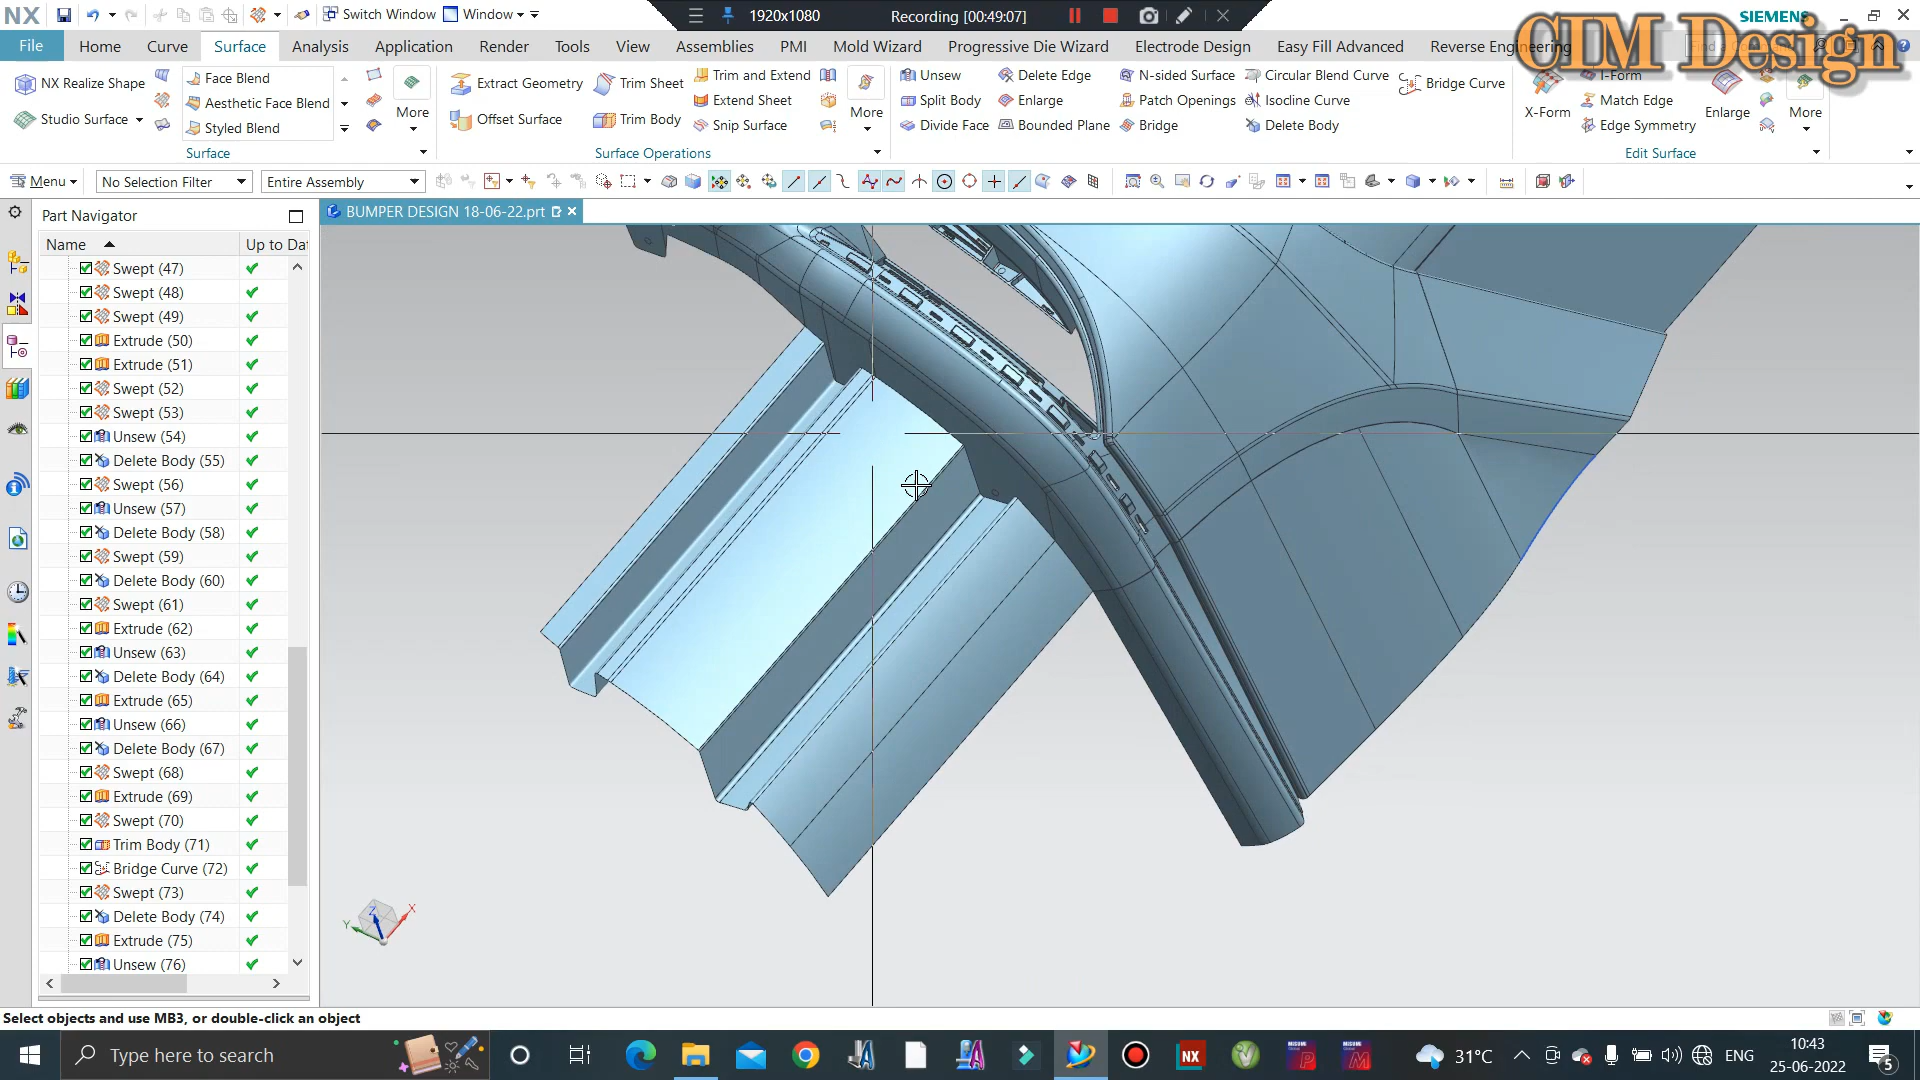 NX
Switch Window
Window
1920x1080
Recording [00:49:07]
SIEMENS
CIM Design
File
Home
Curve
Surface
Analysis
Application
Render
Tools
View
Assemblies
PMI
Mold Wizard
Progressive Die Wizard
Electrode Design
Easy Fill Advanced
Reverse Engineering
NX Realize Shape
Studio Surface
Face Blend
Aesthetic Face Blend
Styled Blend
More
Surface
Extract Geometry
Offset Surface
Trim Sheet
Trim Body
Trim and Extend
Extend Sheet
Snip Surface
More
Surface Operations
Unsew
Split Body
Divide Face
Delete Edge
Enlarge
Bounded Plane
N-sided Surface
Patch Openings
Bridge
Circular Blend Curve
Isocline Curve
Delete Body
Bridge Curve
X-Form
I-Form
Match Edge
Edge Symmetry
Enlarge
More
Edit Surface
Menu
No Selection Filter
Entire Assembly
Part Navigator
BUMPER DESIGN 18-06-22.prt
Name
Up to Da
Swept (47)
Swept (48)
Swept (49)
Extrude (50)
Extrude (51)
Swept (52)
Swept (53)
Unsew (54)
Delete Body (55)
Swept (56)
Unsew (57)
Delete Body (58)
Swept (59)
Delete Body (60)
Swept (61)
Extrude (62)
Unsew (63)
Delete Body (64)
Extrude (65)
Unsew (66)
Delete Body (67)
Swept (68)
Extrude (69)
Swept (70)
Trim Body (71)
Bridge Curve (72)
Swept (73)
Delete Body (74)
Extrude (75)
Unsew (76)
X
Y
Z
Select objects and use MB3, or double-click an object
Type here to search
NX
31°C
ENG
10:43
25-06-2022
5